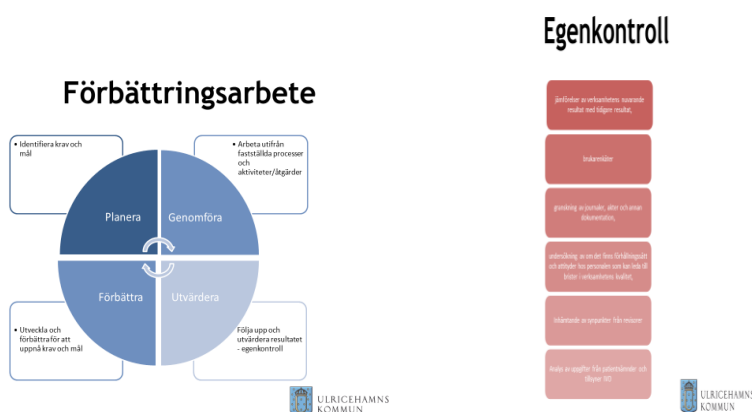 Förbättringsarbete
• Identifiera krav och
mål
• Arbeta utifrån
fastställda processer
och
aktiviteter/åtgärder
Planera
Genomföra
Förbättra
Utvärdera
• Utveckla och
förbättra för att
uppnå krav och mål
Följa upp och
utvärdera resultatet
- egenkontroll
ULRICEHAMNS
KOMMUN
Egenkontroll
jämförelser av verksamhetens nuvarande
resultat med tidigare resultat,
brukarenkäter
granskning av journaler, akter och annan
dokumentation,
undersökning av om det finns förhållningssätt
och attityder hos personalen som kan leda till
brister i verksamhetens kvalitet,
inhämtande av synpunkter från revisorer
Analys av uppgifter från patientnämnder och
tillsyner IVO
ULRICEHAMNS
KOMMUN